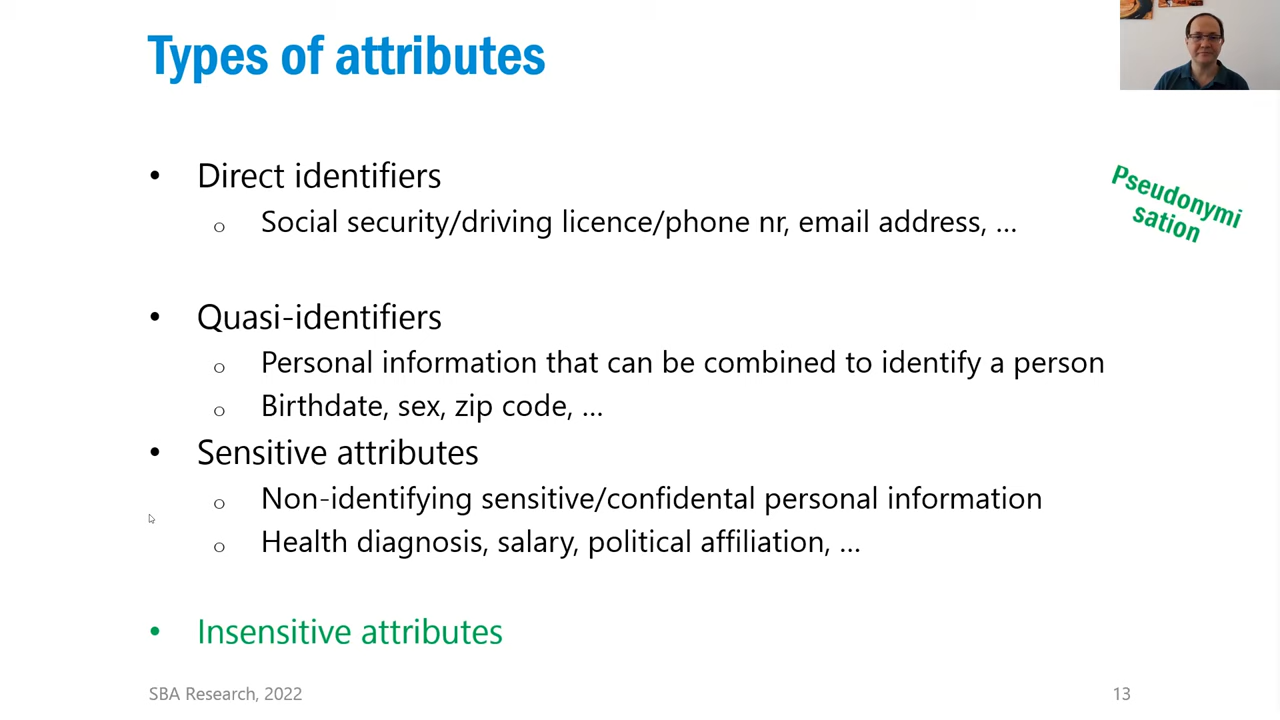 Types of attributes
• Direct identifiers
o Social security/driving licence/phone nr, email address, ...
Pseudonymi
sation
• Quasi-identifiers
o Personal information that can be combined to identify a person
o Birthdate, sex, zip code, ...
• Sensitive attributes
o Non-identifying sensitive/confidental personal information
o Health diagnosis, salary, political affiliation, ...
• Insensitive attributes
SBA Research, 2022
13